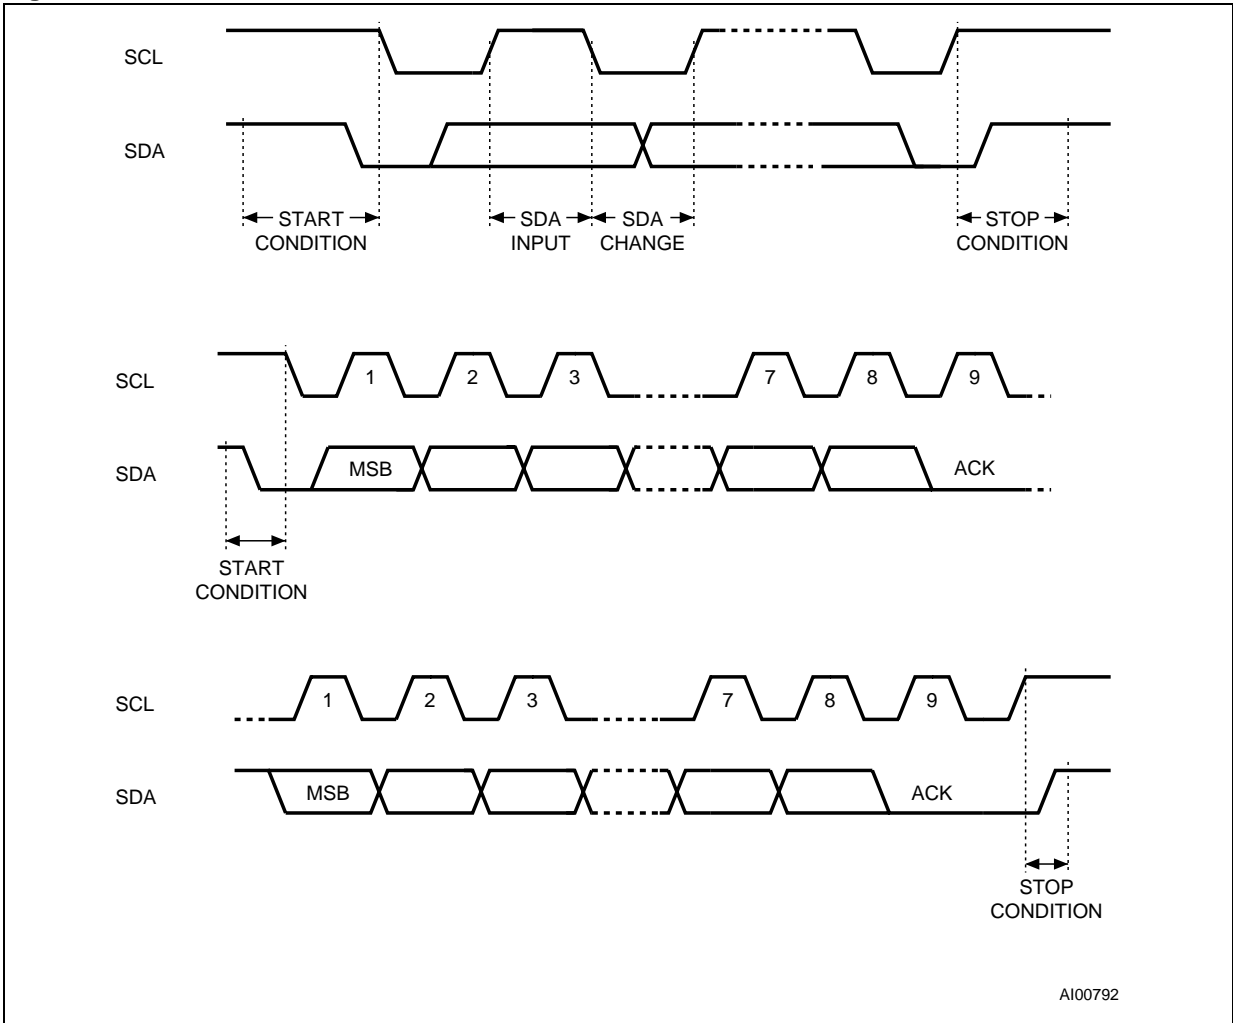 SCL
SDA
START
CONDITION
SDA
INPUT
SDA
CHANGE
STOP
CONDITION
SCL
1 2 3 7 8 9
SDA
MSB
ACK
START
CONDITION
SCL
1 2 3 7 8 9
SDA
MSB
ACK
STOP
CONDITION
AI00792